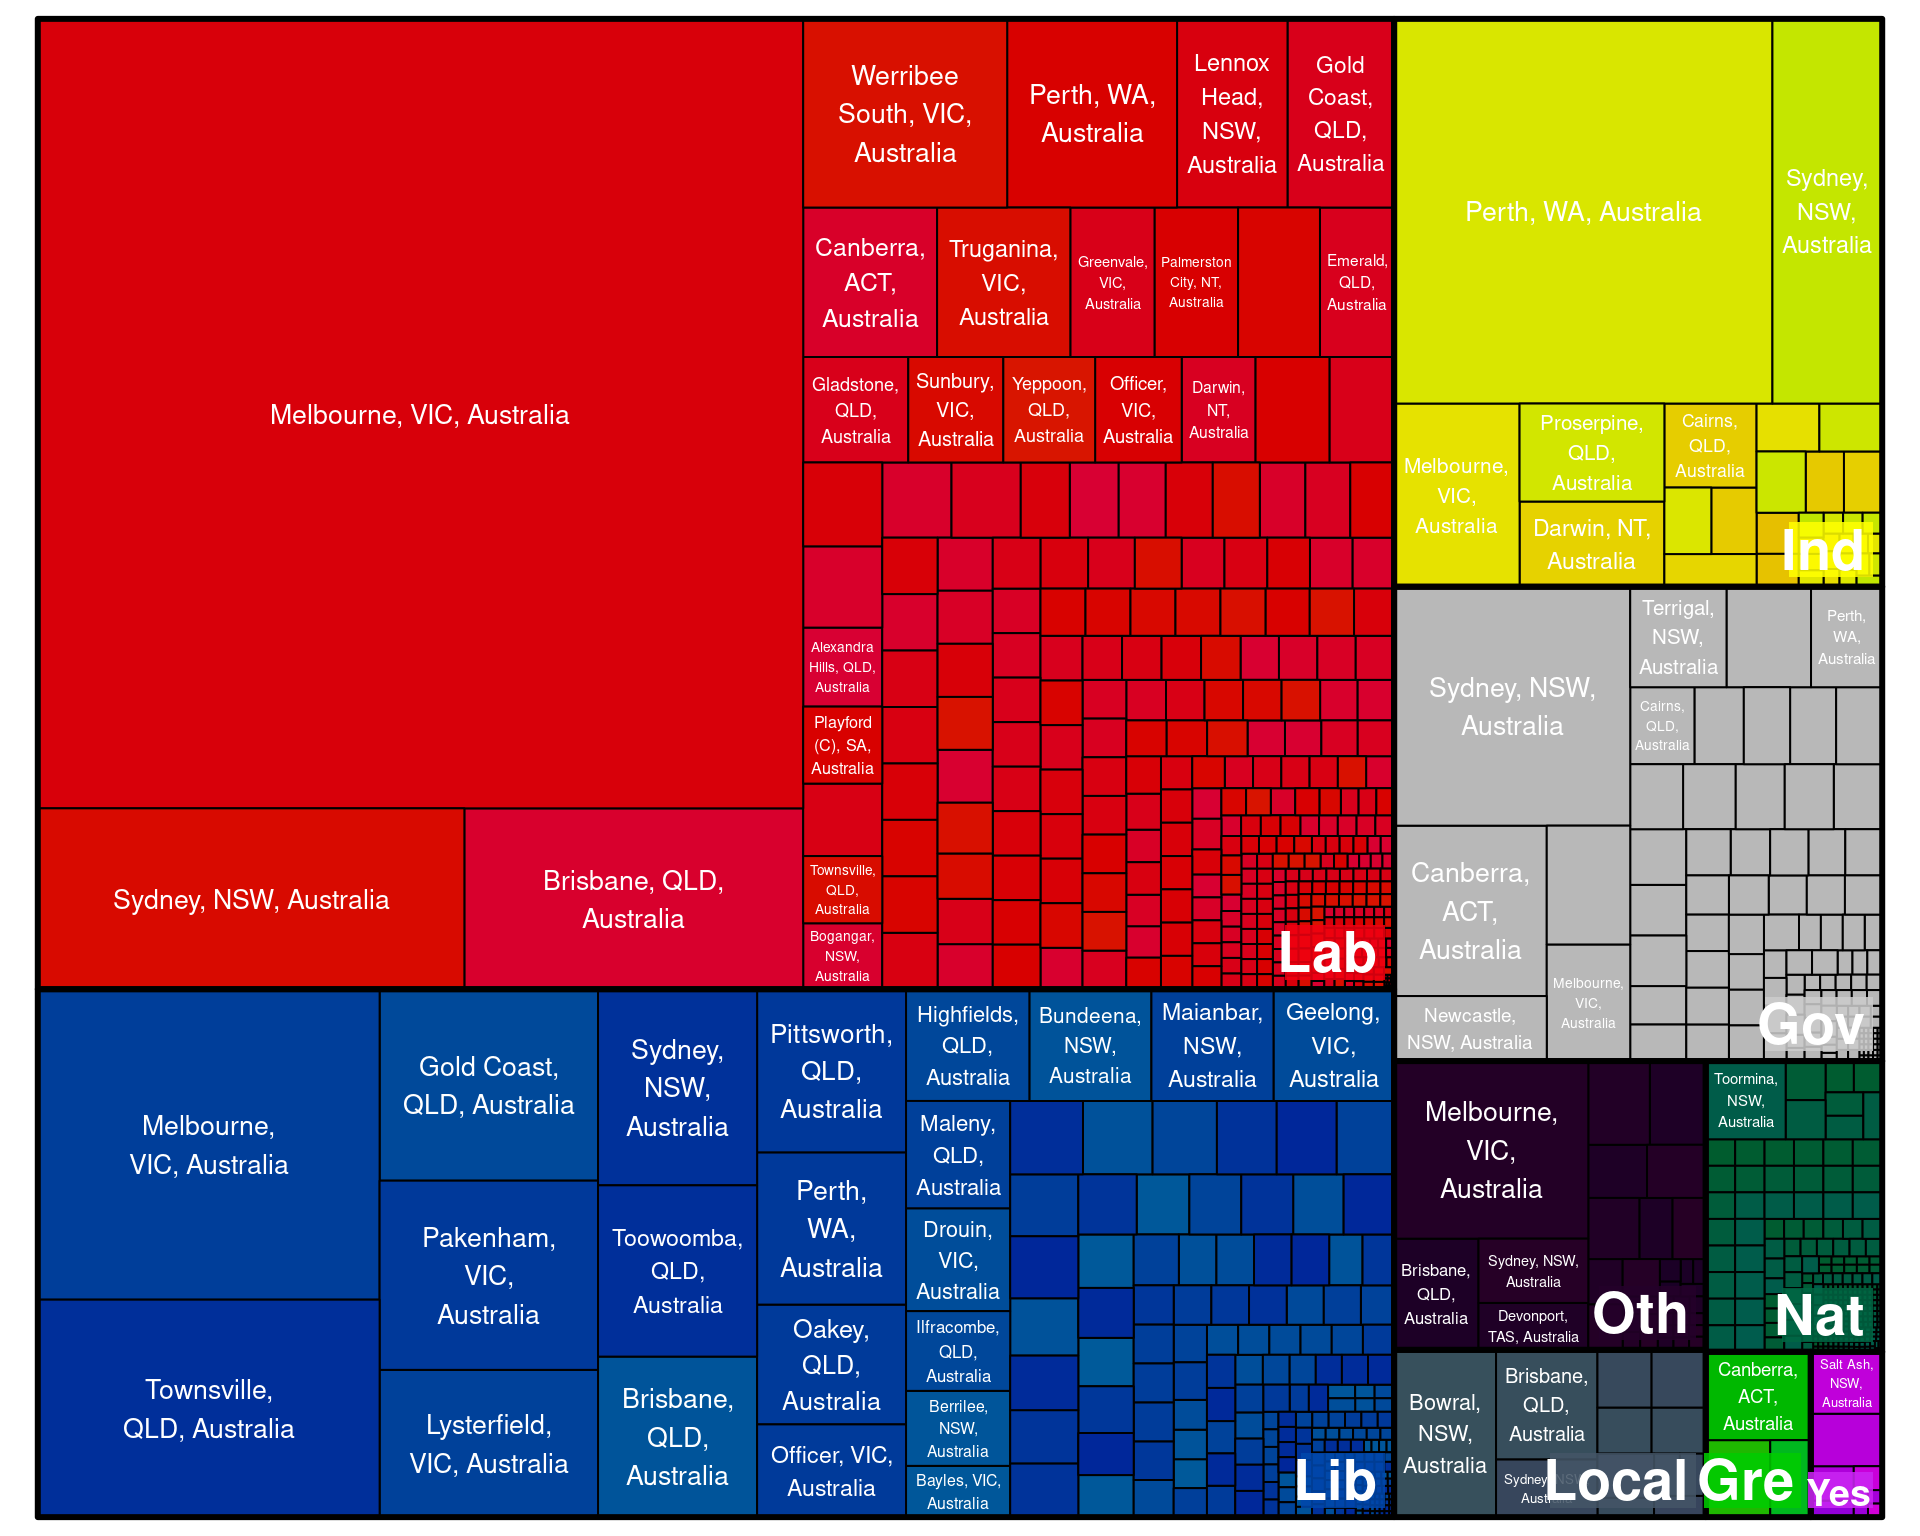 Melbourne, VIC, Australia
Sydney, NSW, Australia
Brisbane, QLD,
Australia
Werribee
South, VIC,
Australia
Perth, WA,
Australia
Lennox
Head,
NSW,
Australia
Gold
Coast,
QLD,
Australia
Canberra,
ACT,
Australia
Truganina,
VIC,
Australia
Greenvale,
VIC,
Australia
Palmerston
City, NT,
Australia
Emerald,
QLD,
Australia
Gladstone,
QLD,
Australia
Sunbury,
VIC,
Australia
Yeppoon,
QLD,
Australia
Officer,
VIC,
Australia
Darwin,
NT,
Australia
Alexandra
Hills, QLD,
Australia
Playford
(C), SA,
Australia
Townsville,
QLD,
Australia
Bogangar,
NSW,
Australia
Lab
Perth, WA, Australia
Sydney,
NSW,
Australia
Melbourne,
VIC,
Australia
Proserpine,
QLD,
Australia
Darwin, NT,
Australia
Cairns,
QLD,
Australia
Ind
Sydney, NSW,
Australia
Terrigal,
NSW,
Australia
Perth,
WA,
Australia
Cairns,
QLD,
Australia
Canberra,
ACT,
Australia
Newcastle,
NSW, Australia
Melbourne,
VIC,
Australia
Gov
Melbourne,
VIC, Australia
Townsville,
QLD, Australia
Gold Coast,
QLD, Australia
Pakenham,
VIC,
Australia
Lysterfield,
VIC, Australia
Sydney,
NSW,
Australia
Toowoomba,
QLD,
Australia
Brisbane,
QLD,
Australia
Pittsworth,
QLD,
Australia
Perth,
WA,
Australia
Oakey,
QLD,
Australia
Officer, VIC,
Australia
Highfields,
QLD,
Australia
Bundeena,
NSW,
Australia
Maianbar,
NSW,
Australia
Geelong,
VIC,
Australia
Maleny,
QLD,
Australia
Drouin,
VIC,
Australia
Ilfracombe,
QLD,
Australia
Berrilee,
NSW,
Australia
Bayles, VIC,
Australia
Lib
Melbourne,
VIC,
Australia
Brisbane,
QLD,
Australia
Sydney, NSW,
Australia
Devonport,
TAS, Australia
Oth
Toormina,
NSW,
Australia
Nat
Bowral,
NSW,
Australia
Brisbane,
QLD,
Australia
Sydney, NSW,
Australia
Local
Canberra,
ACT,
Australia
Gre
Salt Ash,
NSW,
Australia
Yes